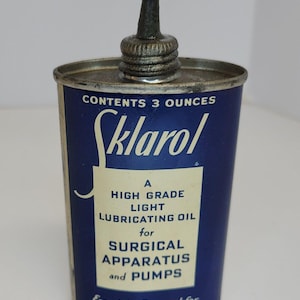 CONTENTS 3 OUNCES
Sklarol
A
HIGH GRADE
LIGHT
LUBRICATING OIL
for
SURGICAL
APPARATUS
and PUMPS